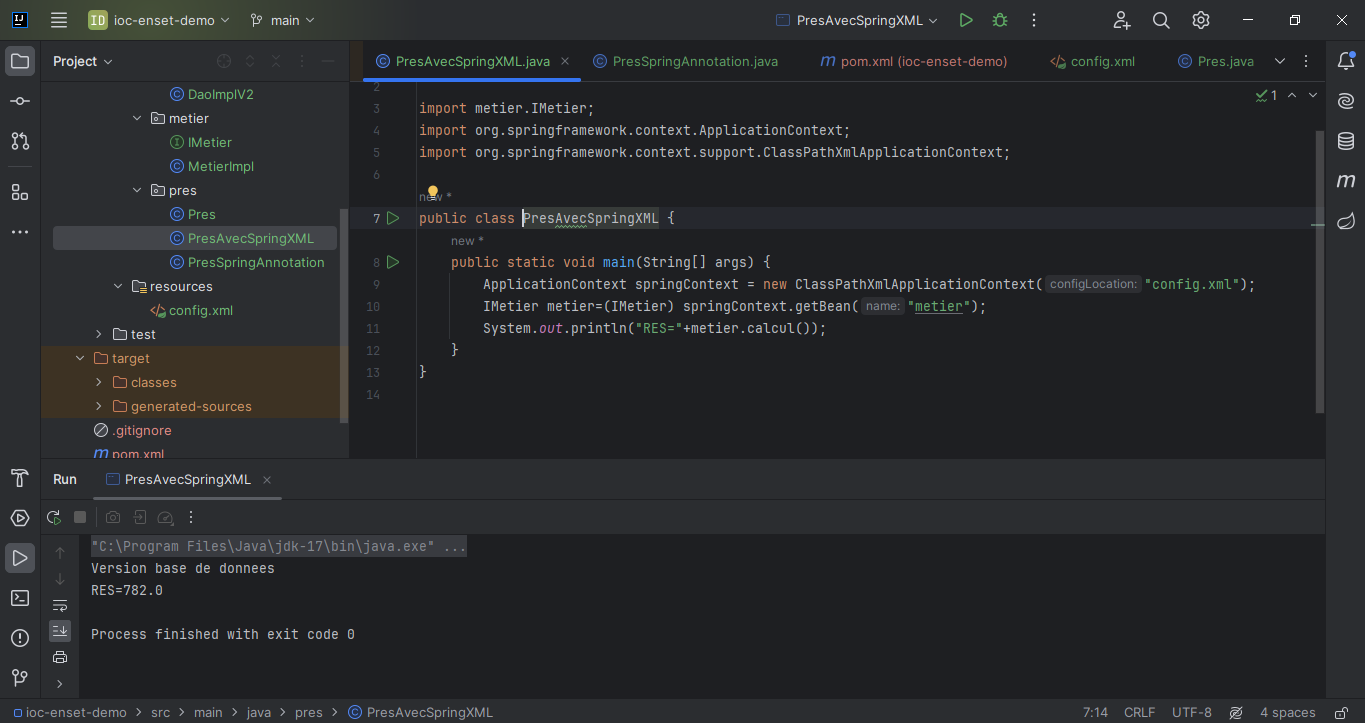 IJ
ID ioc-enset-demo main PresAvecSpringXML
Project
PresAvecSpringXML.java PresSpringAnnotation.java m pom.xml (ioc-enset-demo) config.xml Pres.java
DaoImplV2
metier
IMetier
MetierImpl
pres
Pres
PresAvecSpringXML
PresSpringAnnotation
resources
config.xml
test
target
classes
generated-sources
.gitignore
m pom.xml
1
2
3 import metier.IMetier;
4 import org.springframework.context.ApplicationContext;
5 import org.springframework.context.support.ClassPathXmlApplicationContext;
6
new *
7 public class PresAvecSpringXML {
new *
8 public static void main(String[] args) {
9 ApplicationContext springContext = new ClassPathXmlApplicationContext( configLocation: "config.xml");
10 IMetier metier=(IMetier) springContext.getBean( name: "metier");
11 System.out.println("RES="+metier.calcul());
12 }
13 }
14
Run PresAvecSpringXML
"C:\Program Files\Java\jdk-17\bin\java.exe" ...
Version base de donnees
RES=782.0
Process finished with exit code 0
ioc-enset-demo > src > main > java > pres > PresAvecSpringXML 7:14 CRLF UTF-8 4 spaces